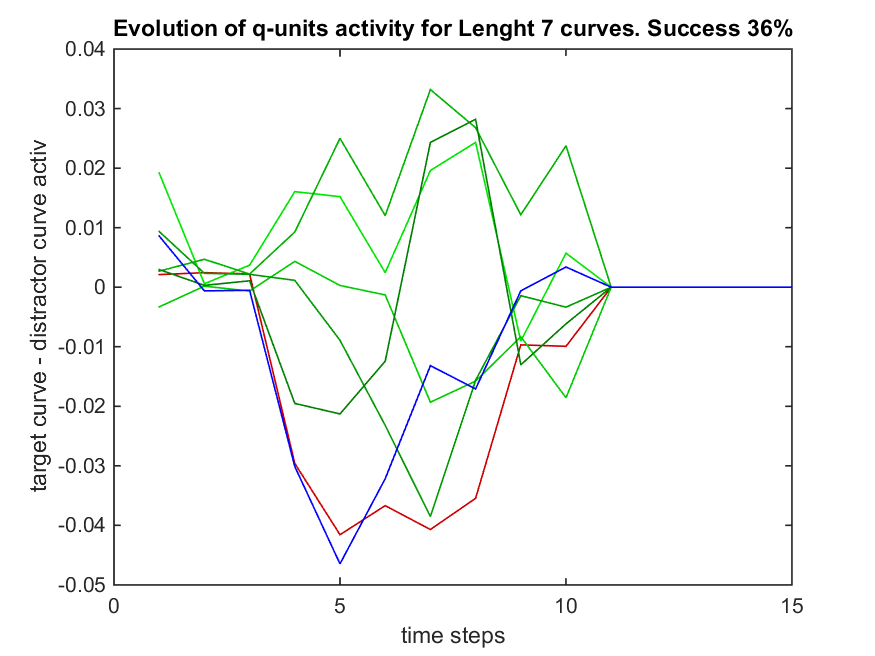 Evolution of q-units activity for Lenght 7 curves. Success 36%
0.04
0.03
0.02
0.01
0
-0.01
-0.02
-0.03
-0.04
-0.05
target curve - distractor curve activ
0 5 10 15
time steps